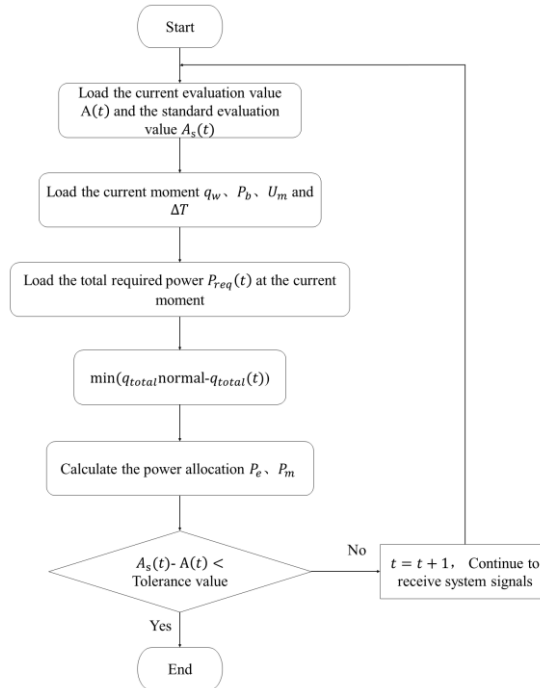 Start
Load the current evaluation value
A(t) and the standard evaluation
value A_s(t)
Load the current moment q_w、P_b、U_m and
ΔT
Load the total required power P_req(t) at the current
moment
min(q_total normal-q_total(t))
Calculate the power allocation P_e、P_m
A_s(t)- A(t) <
Tolerance value
No
t = t + 1， Continue to
receive system signals
Yes
End